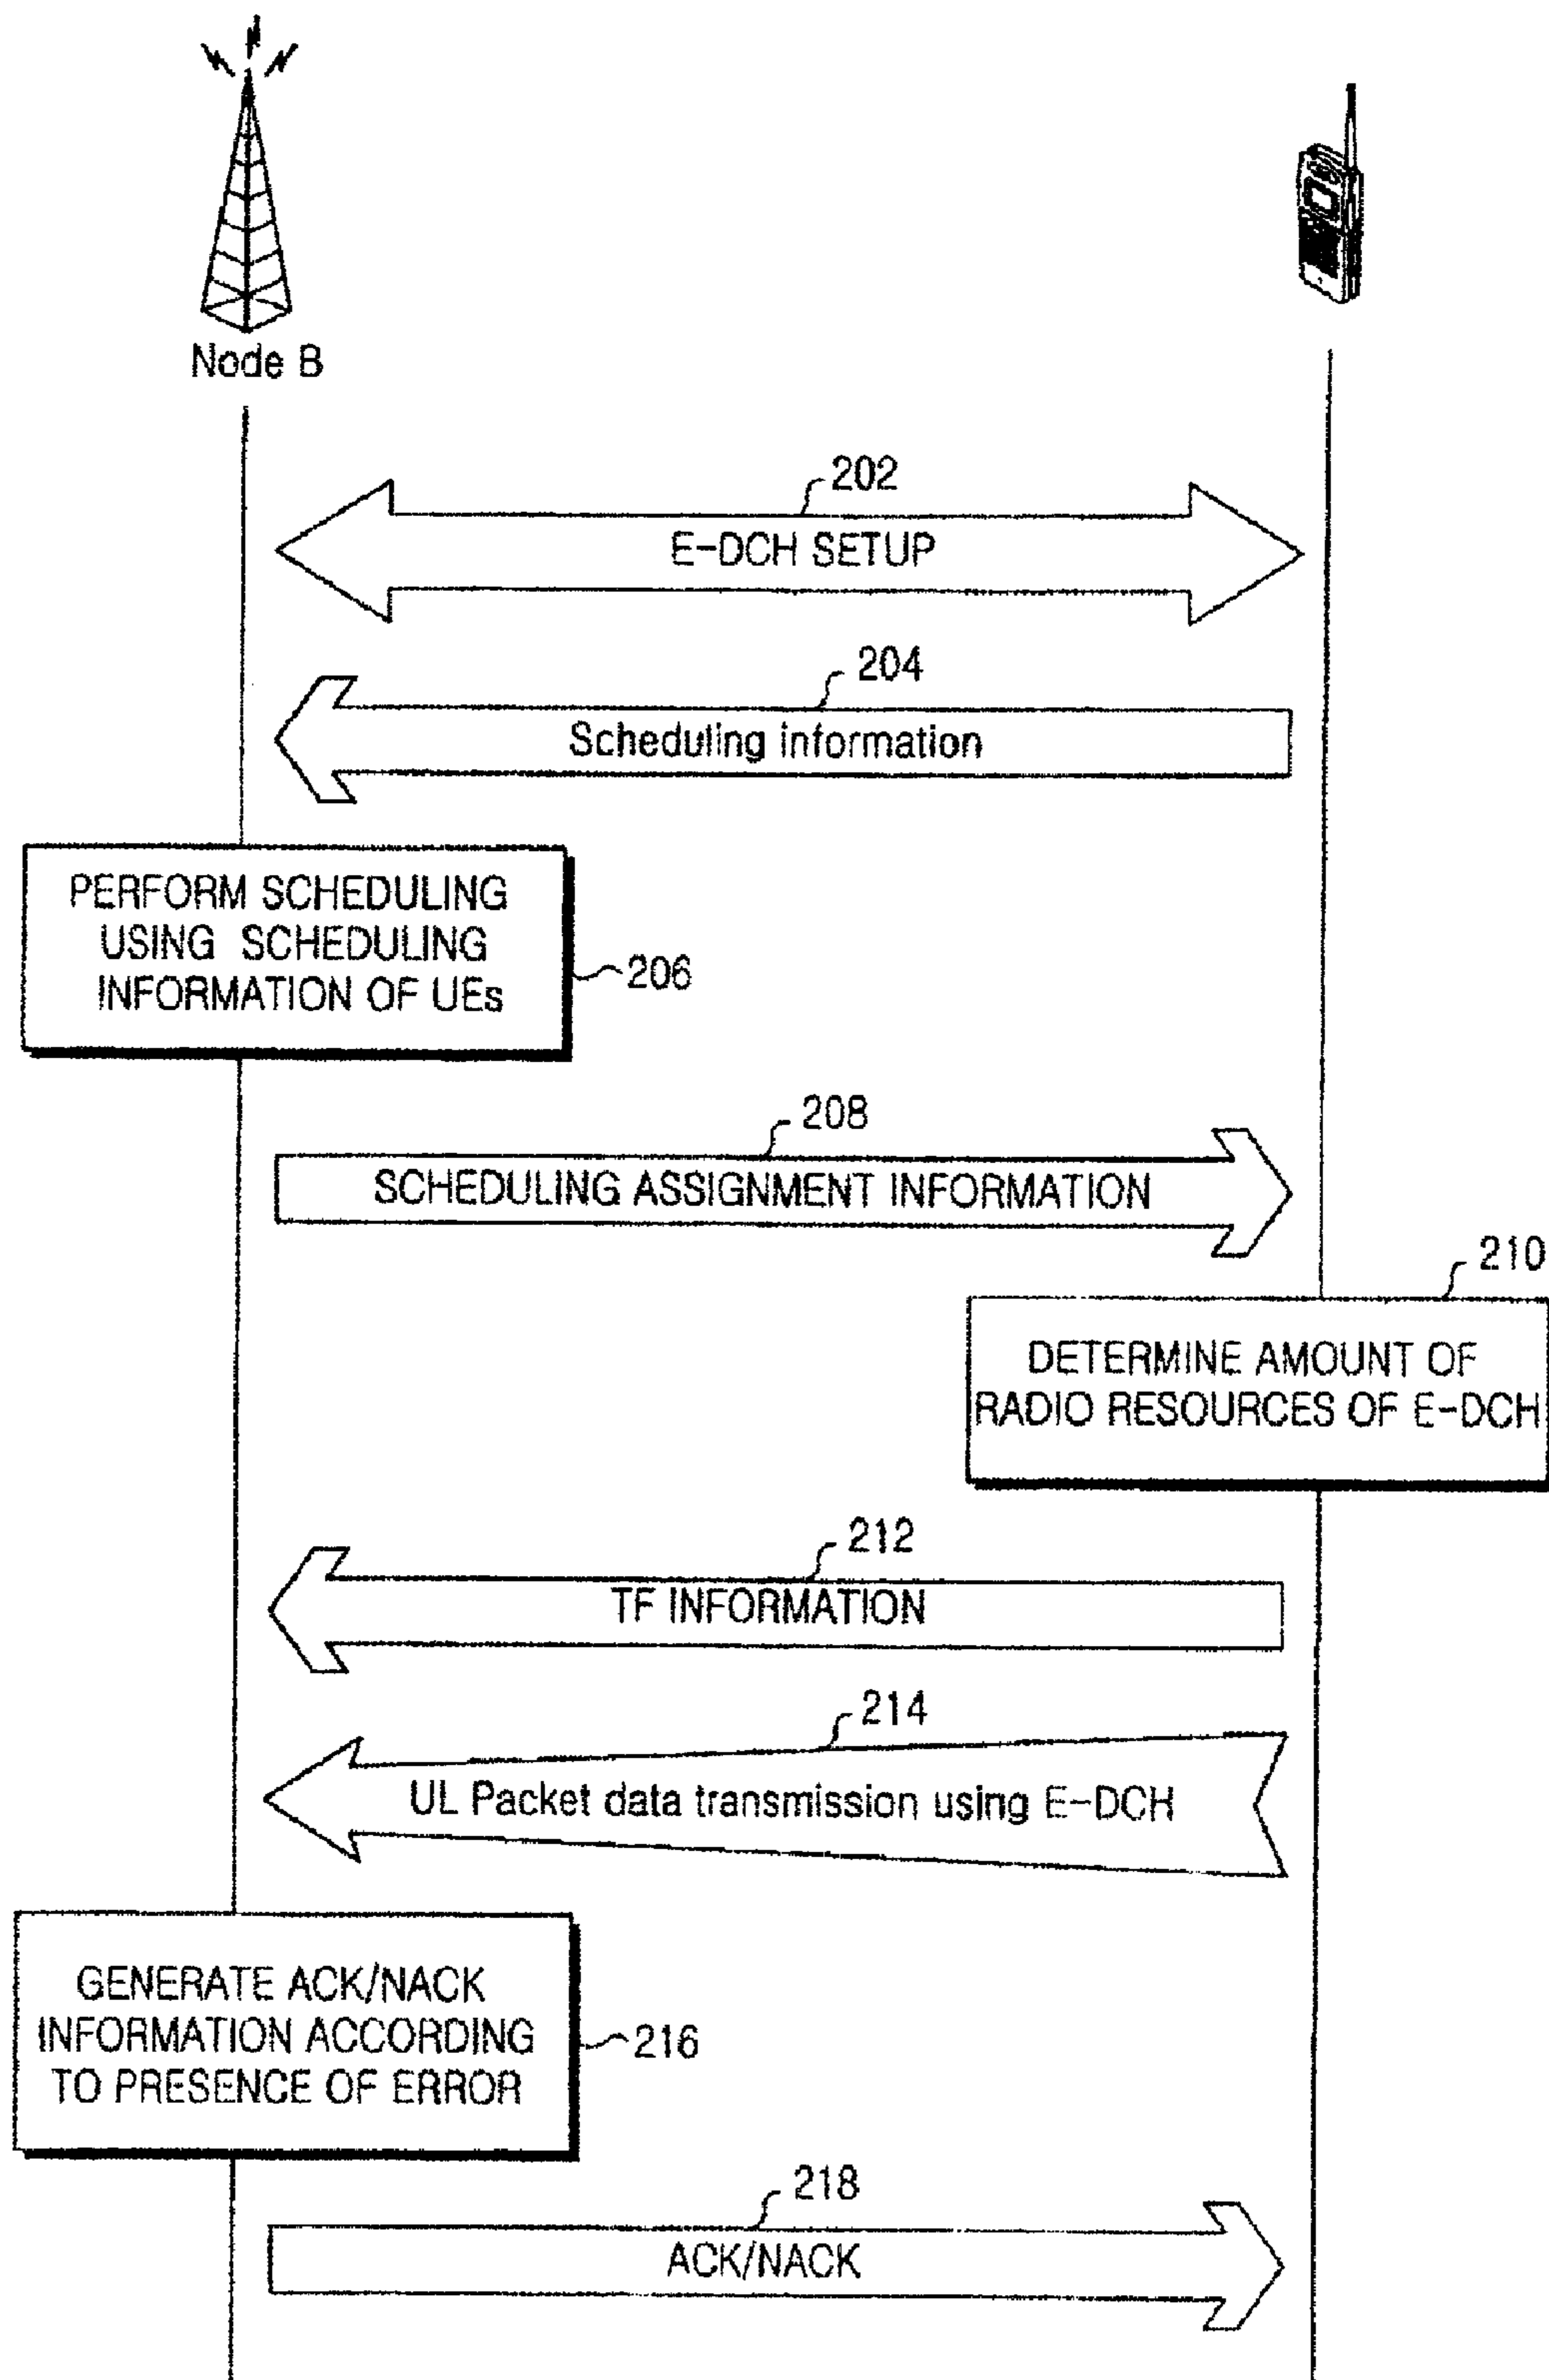 Node B
202
E-DCH SETUP
204
Scheduling information
PERFORM SCHEDULING
USING SCHEDULING
INFORMATION OF UEs
206
208
SCHEDULING ASSIGNMENT INFORMATION
210
DETERMINE AMOUNT OF
RADIO RESOURCES OF E-DCH
212
TF INFORMATION
214
UL Packet data transmission using E-DCH
GENERATE ACK/NACK
INFORMATION ACCORDING
TO PRESENCE OF ERROR
216
218
ACK/NACK